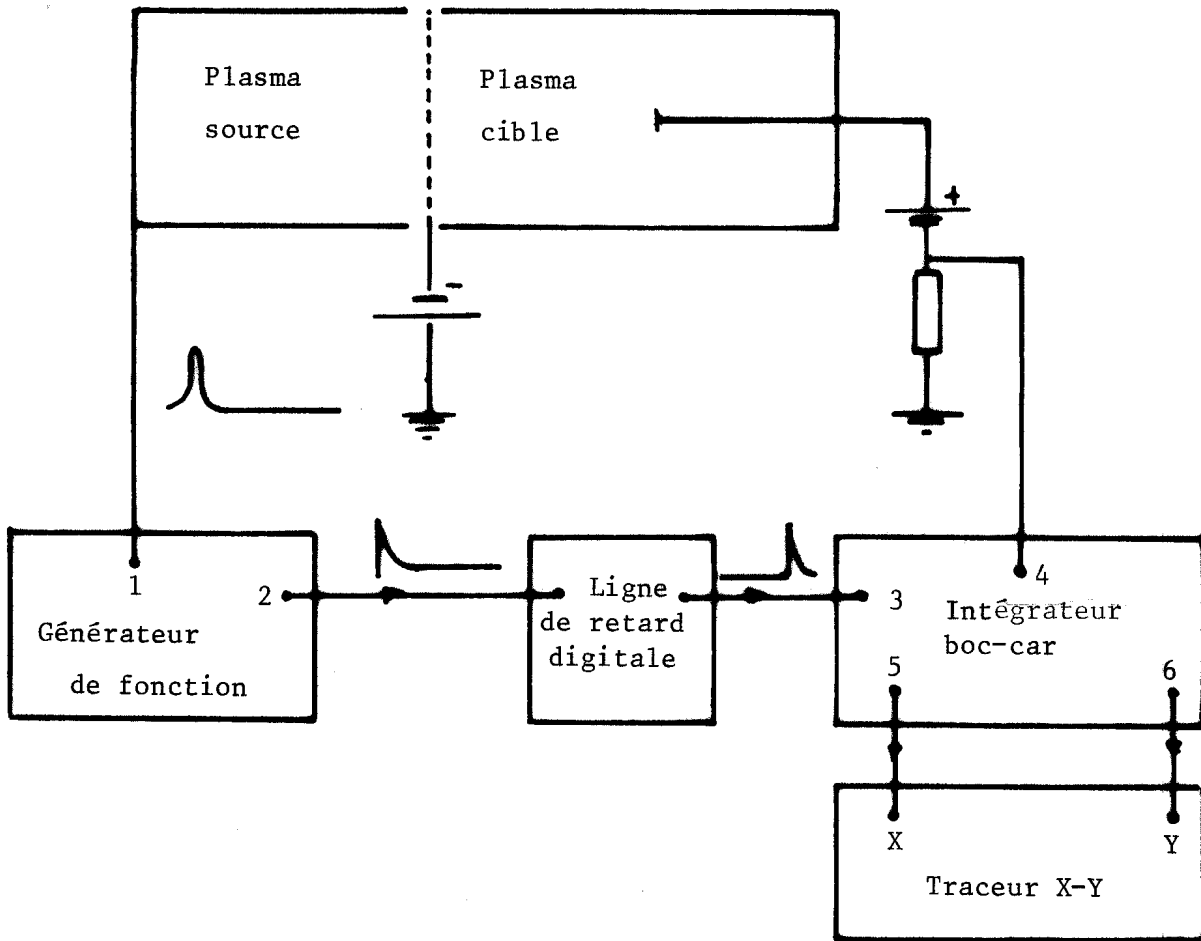 Plasma
source
Plasma
cible
+
-
1
2
Générateur
de fonction
Ligne
de retard
digitale
3
4
Intégrateur
boc-car
5
6
X
Y
Traceur X-Y